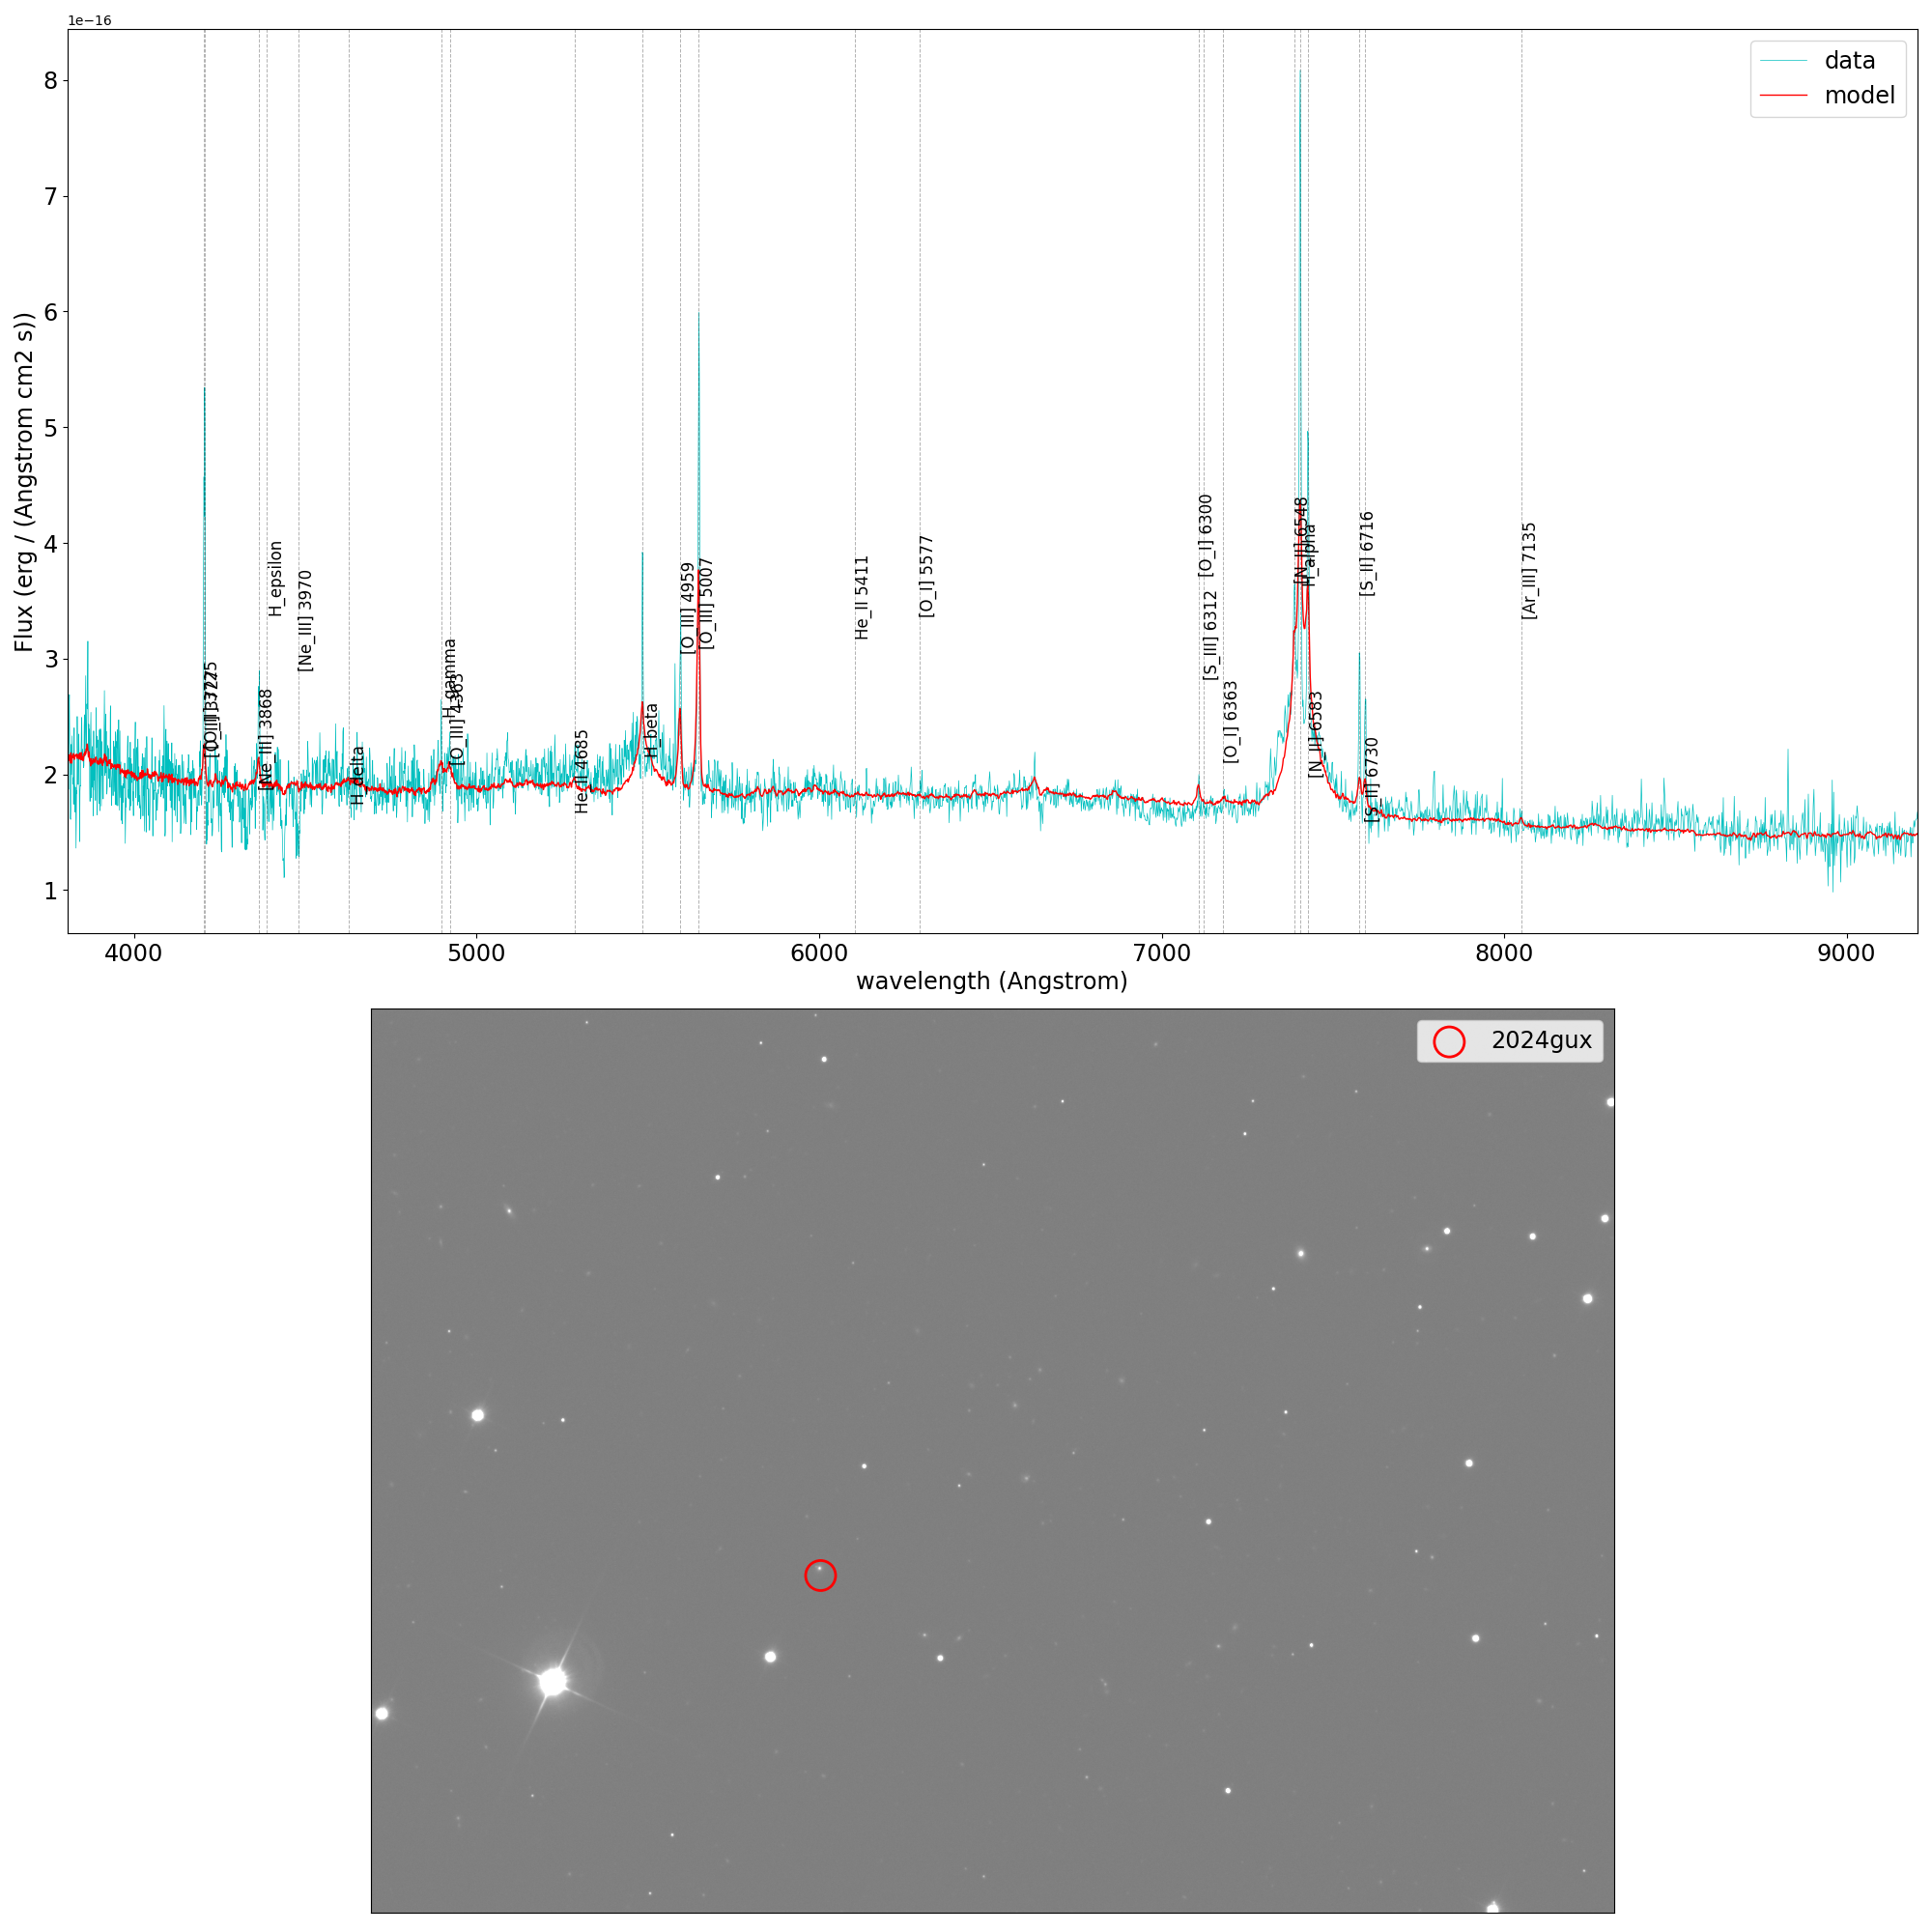 1e−16
data
model
Flux (erg / (Angstrom cm2 s))
8
7
6
5
4
3
2
1
[Ne_III] 3868
H_epsilon
[Ne_III] 3970
H_delta
H_gamma
[O_III] 4363
He_II 4685
H_beta
[O_III] 4959
[O_III] 5007
He_II 5411
[O_I] 5577
[O_I] 6300
[S_III] 6312
[O_I] 6363
[N_II] 6548
H_alpha
[N_II] 6583
[S_II] 6716
[S_II] 6730
[Ar_III] 7135
4000 5000 6000 7000 8000 9000
wavelength (Angstrom)
2024gux